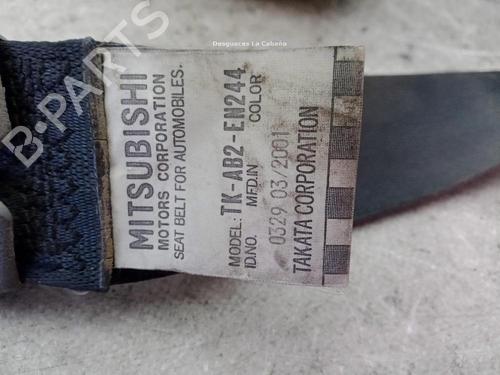 Desguaces La Cabaña
B-PARTS
MITSUBISHI
MOTORS CORPORATION
SEAT BELT FOR AUTOMOBILES.
MODEL: TK-AB2-EN244
ID.NO. MFD.IN COLOR
0329 03/2001
TAKATA CORPORATION